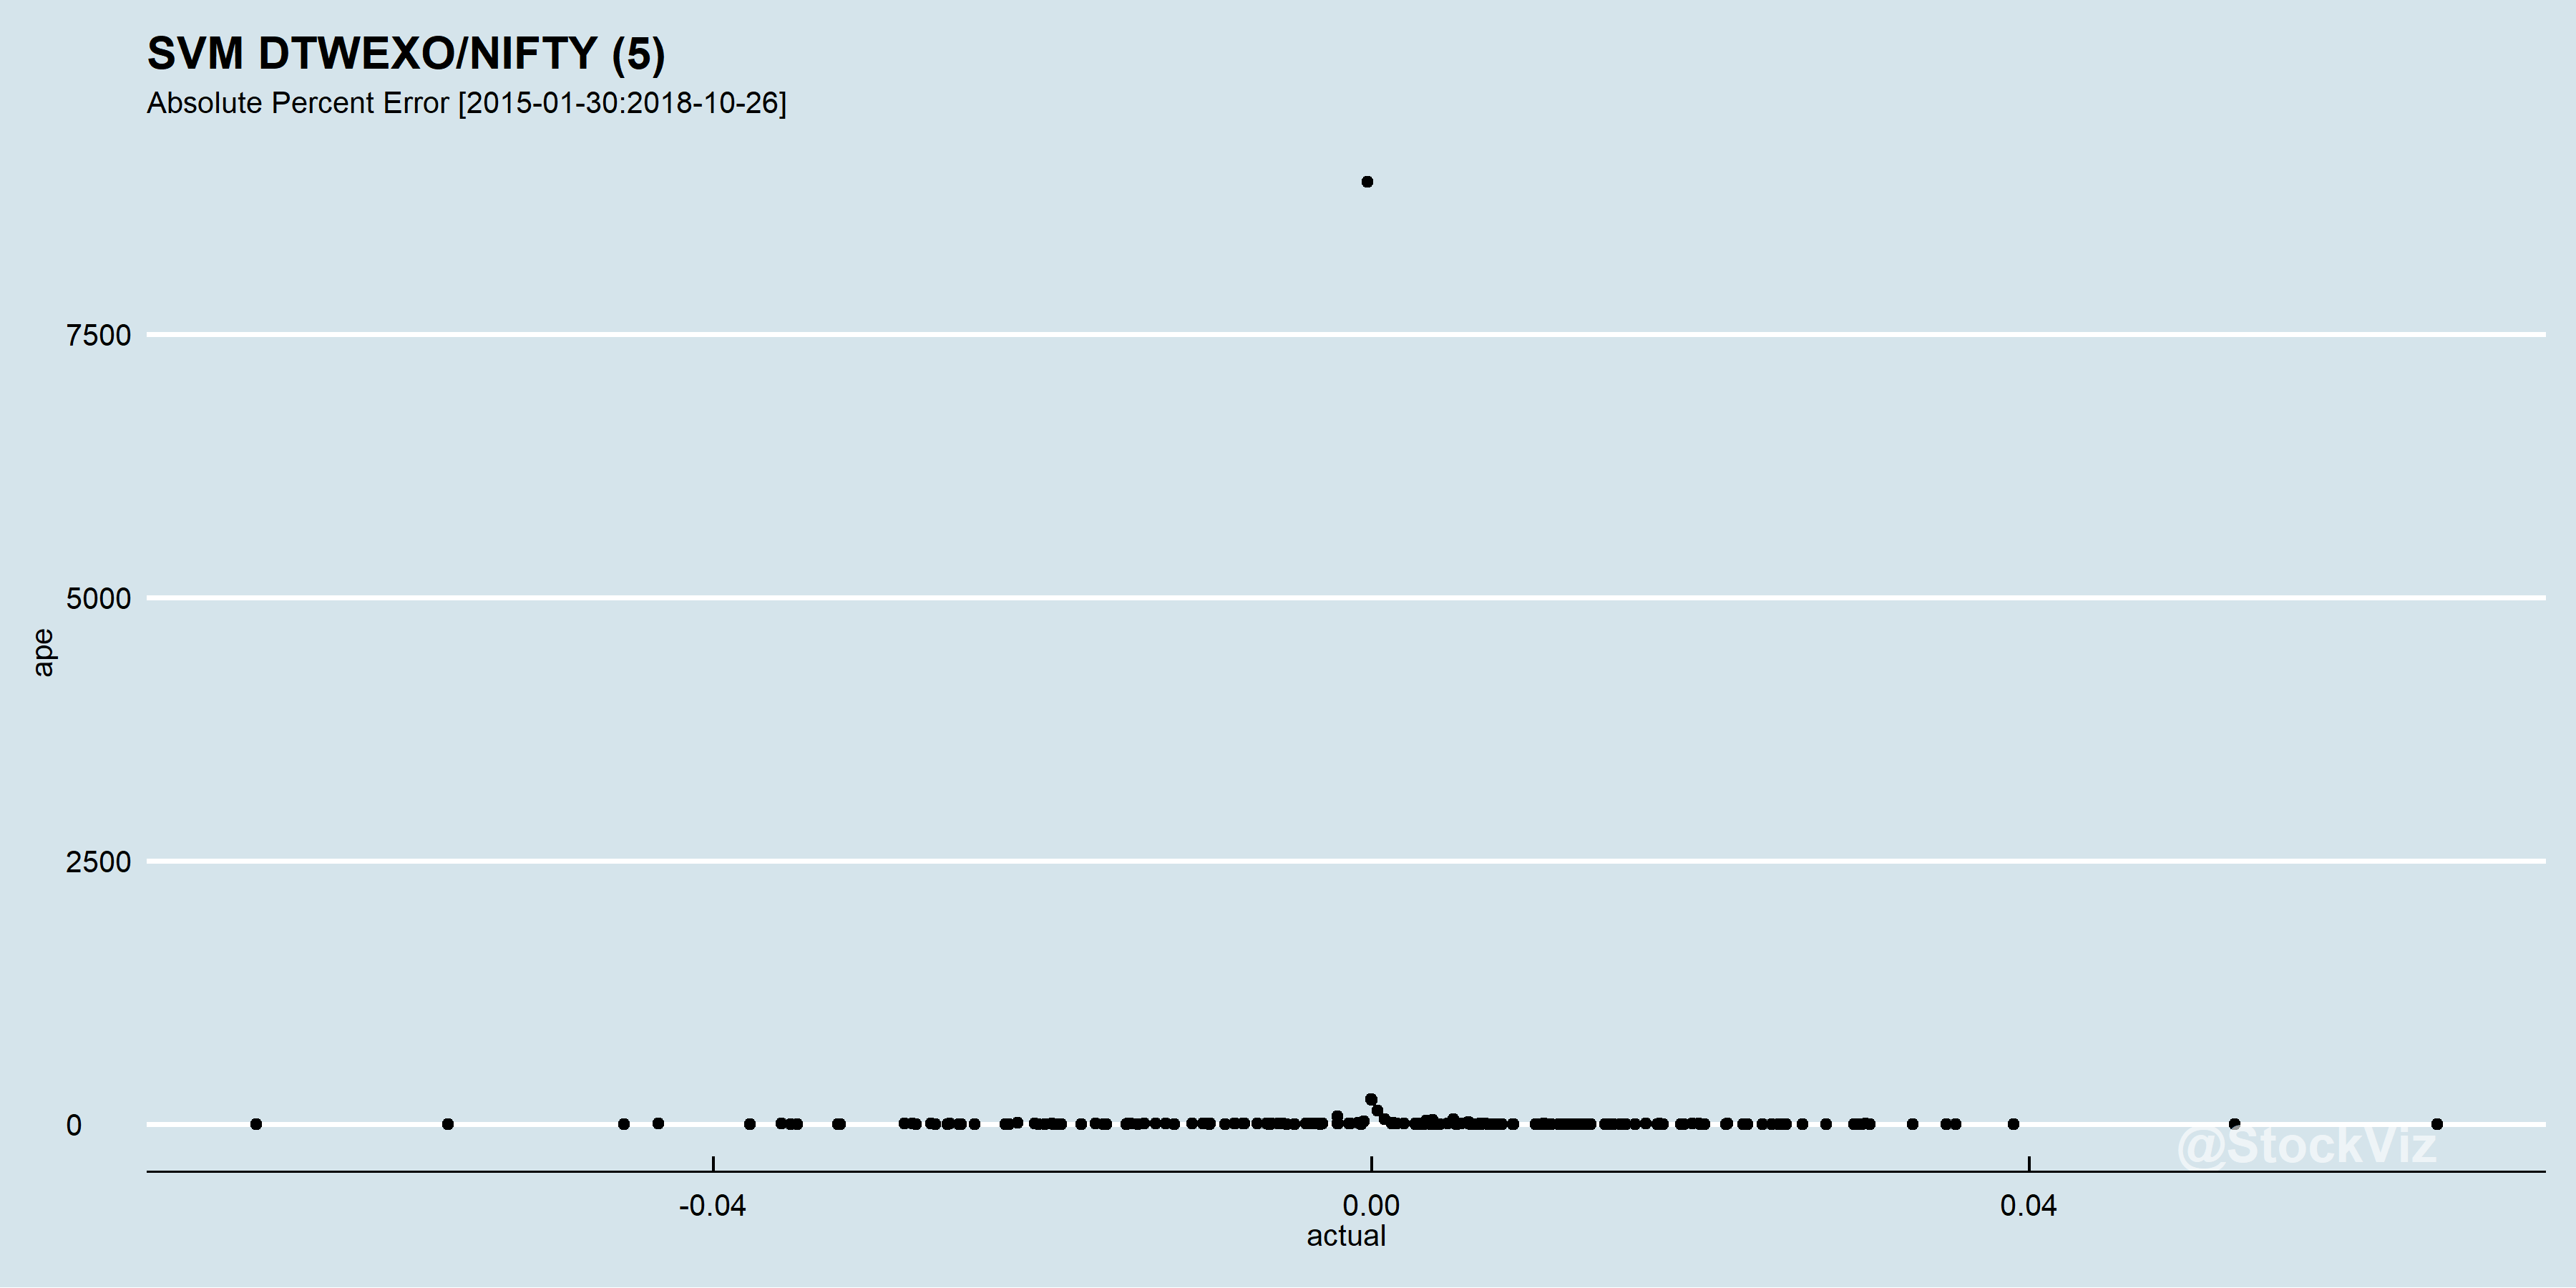 SVM DTWEXO/NIFTY (5)
Absolute Percent Error [2015-01-30:2018-10-26]
7500
5000
ape
2500
0
@StockViz
-0.04
0.00
0.04
actual